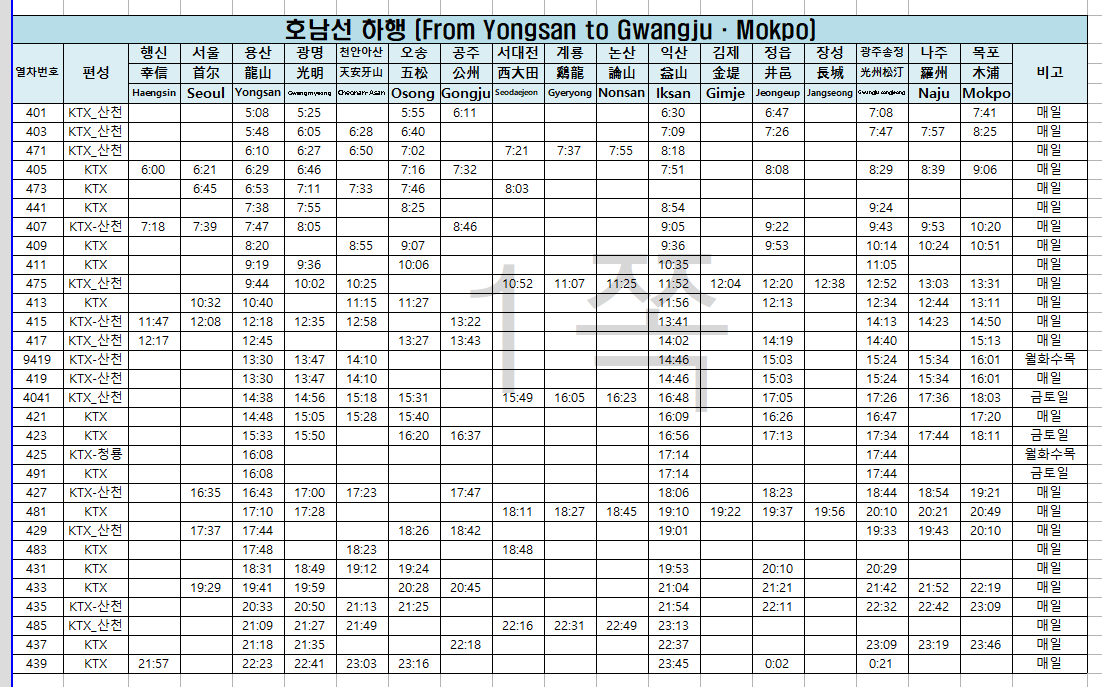 호남선 하행 (From Yongsan to Gwangju · Mokpo)
열차번호 편성 행신 서울 용산 광명 천안아산 오송 공주 서대전 계룡 논산 익산 김제 정읍 장성 광주송정 나주 목포 비고
幸信 首尔 龍山 光明 天安牙山 五松 公州 西大田 鷄龍 論山 益山 金堤 井邑 長城 光州松汀 羅州 木浦
Haengsin Seoul Yongsan Gwangmyeong Cheonan-Asan Osong Gongju Seodaejeon Gyeryong Nonsan Iksan Gimje Jeongeup Jangseong Gwangju songjeong Naju Mokpo
401 KTX_산천 5:08 5:25 5:55 6:11 6:30 6:47 7:08 7:41 매일
403 KTX_산천 5:48 6:05 6:28 6:40 7:09 7:26 7:47 7:57 8:25 매일
471 KTX_산천 6:10 6:27 6:50 7:02 7:21 7:37 7:55 8:18 매일
405 KTX 6:00 6:21 6:29 6:46 7:16 7:32 7:51 8:08 8:29 8:39 9:06 매일
473 KTX 6:45 6:53 7:11 7:33 7:46 8:03 매일
441 KTX 7:38 7:55 8:25 8:54 9:24 매일
407 KTX-산천 7:18 7:39 7:47 8:05 8:46 9:05 9:22 9:43 9:53 10:20 매일
409 KTX 8:20 8:55 9:07 9:36 9:53 10:14 10:24 10:51 매일
411 KTX 9:19 9:36 10:06 10:35 11:05 매일
475 KTX_산천 9:44 10:02 10:25 10:52 11:07 11:25 11:52 12:04 12:20 12:38 12:52 13:03 13:31 매일
413 KTX 10:32 10:40 11:15 11:27 11:56 12:13 12:34 12:44 13:11 매일
415 KTX-산천 11:47 12:08 12:18 12:35 12:58 13:22 13:41 14:13 14:23 14:50 매일
417 KTX_산천 12:17 12:45 13:27 13:43 14:02 14:19 14:40 15:13 매일
9419 KTX-산천 13:30 13:47 14:10 14:46 15:03 15:24 15:34 16:01 월화수목
419 KTX-산천 13:30 13:47 14:10 14:46 15:03 15:24 15:34 16:01 매일
4041 KTX_산천 14:38 14:56 15:18 15:31 15:49 16:05 16:23 16:48 17:05 17:26 17:36 18:03 금토일
421 KTX 14:48 15:05 15:28 15:40 16:09 16:26 16:47 17:20 매일
423 KTX 15:33 15:50 16:20 16:37 16:56 17:13 17:34 17:44 18:11 금토일
425 KTX-청룡 16:08 17:14 17:44 월화수목
491 KTX 16:08 17:14 17:44 금토일
427 KTX-산천 16:35 16:43 17:00 17:23 17:47 18:06 18:23 18:44 18:54 19:21 매일
481 KTX 17:10 17:28 18:11 18:27 18:45 19:10 19:22 19:37 19:56 20:10 20:21 20:49 매일
429 KTX_산천 17:37 17:44 18:26 18:42 19:01 19:33 19:43 20:10 매일
483 KTX 17:48 18:23 18:48 매일
431 KTX 18:31 18:49 19:12 19:24 19:53 20:10 20:29 매일
433 KTX 19:29 19:41 19:59 20:28 20:45 21:04 21:21 21:42 21:52 22:19 매일
435 KTX-산천 20:33 20:50 21:13 21:25 21:54 22:11 22:32 22:42 23:09 매일
485 KTX_산천 21:09 21:27 21:49 22:16 22:31 22:49 23:13 매일
437 KTX 21:18 21:35 22:18 22:37 23:09 23:19 23:46 매일
439 KTX 21:57 22:23 22:41 23:03 23:16 23:45 0:02 0:21 매일
1쪽